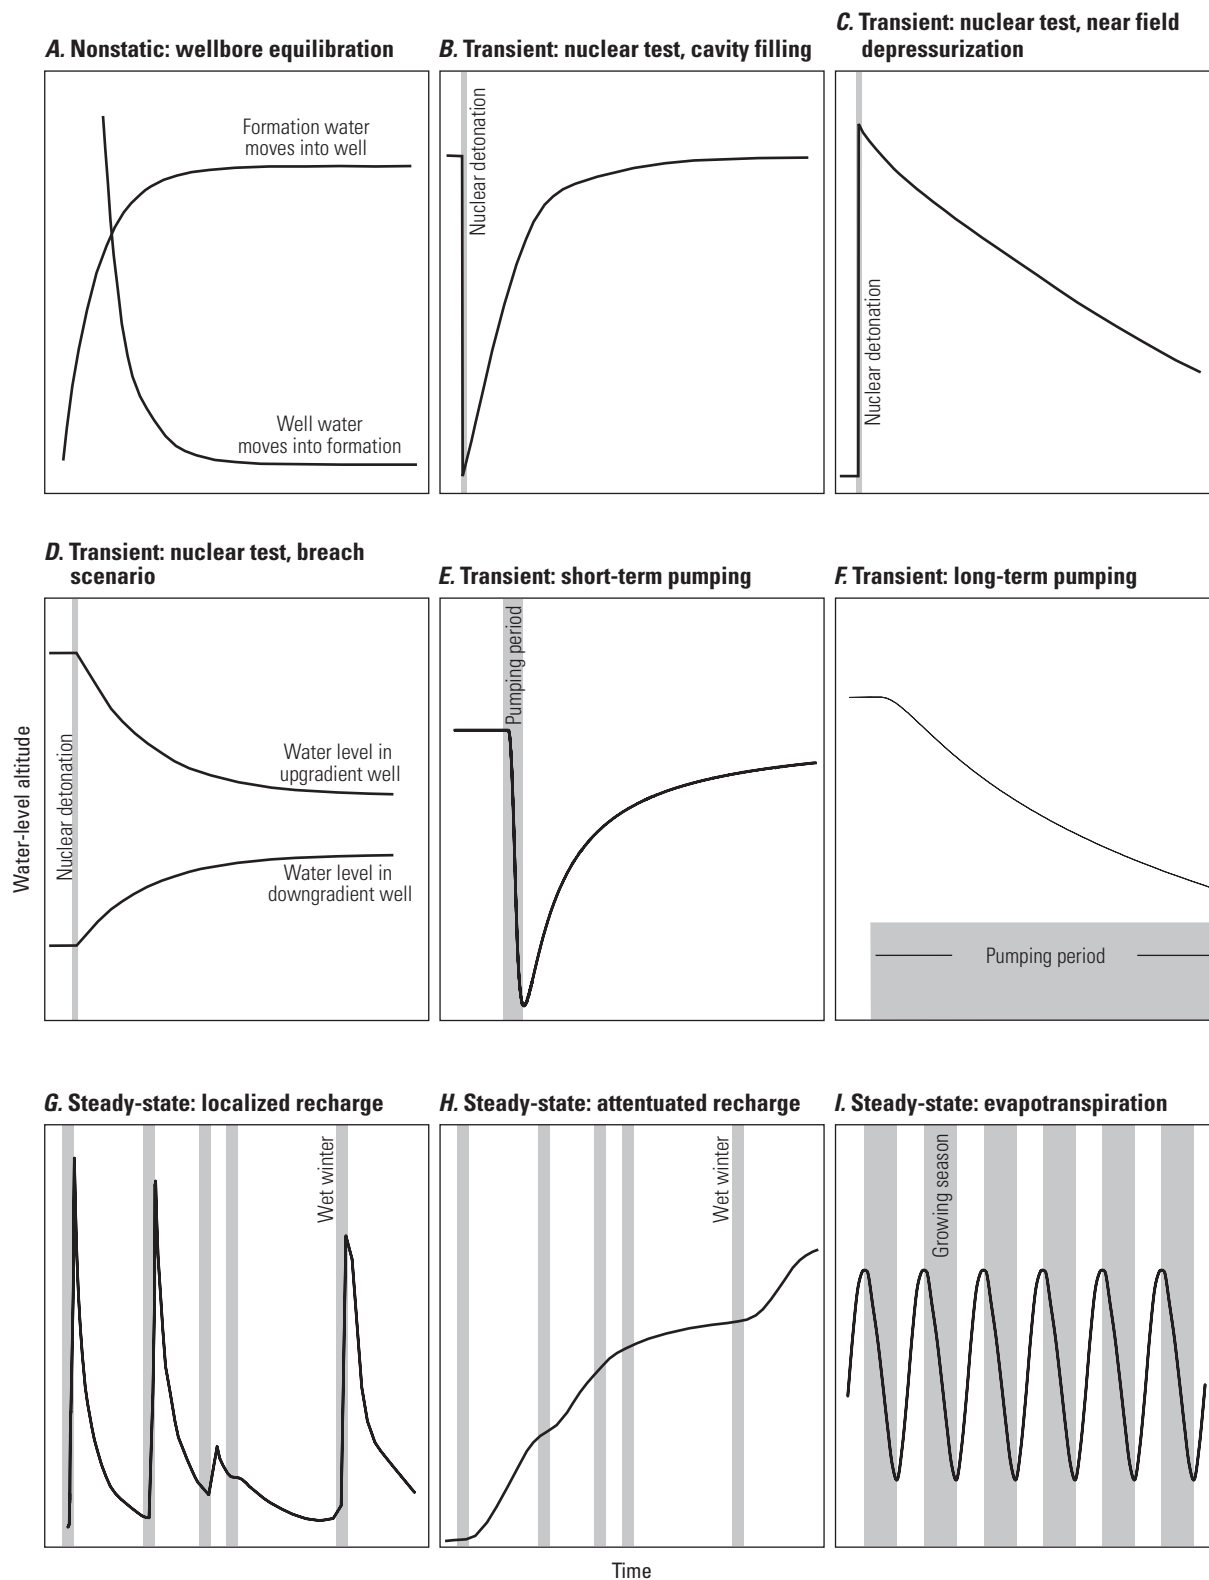 A. Nonstatic: wellbore equilibration
Formation water
moves into well
Well water
moves into formation
B. Transient: nuclear test, cavity filling
Nuclear detonation
C. Transient: nuclear test, near field
depressurization
Nuclear detonation
D. Transient: nuclear test, breach
scenario
Nuclear detonation
Water level in
upgradient well
Water level in
downgradient well
E. Transient: short-term pumping
Pumping period
F. Transient: long-term pumping
Pumping period
Water-level altitude
G. Steady-state: localized recharge
Wet winter
H. Steady-state: attentuated recharge
Wet winter
I. Steady-state: evapotranspiration
Growing season
Time